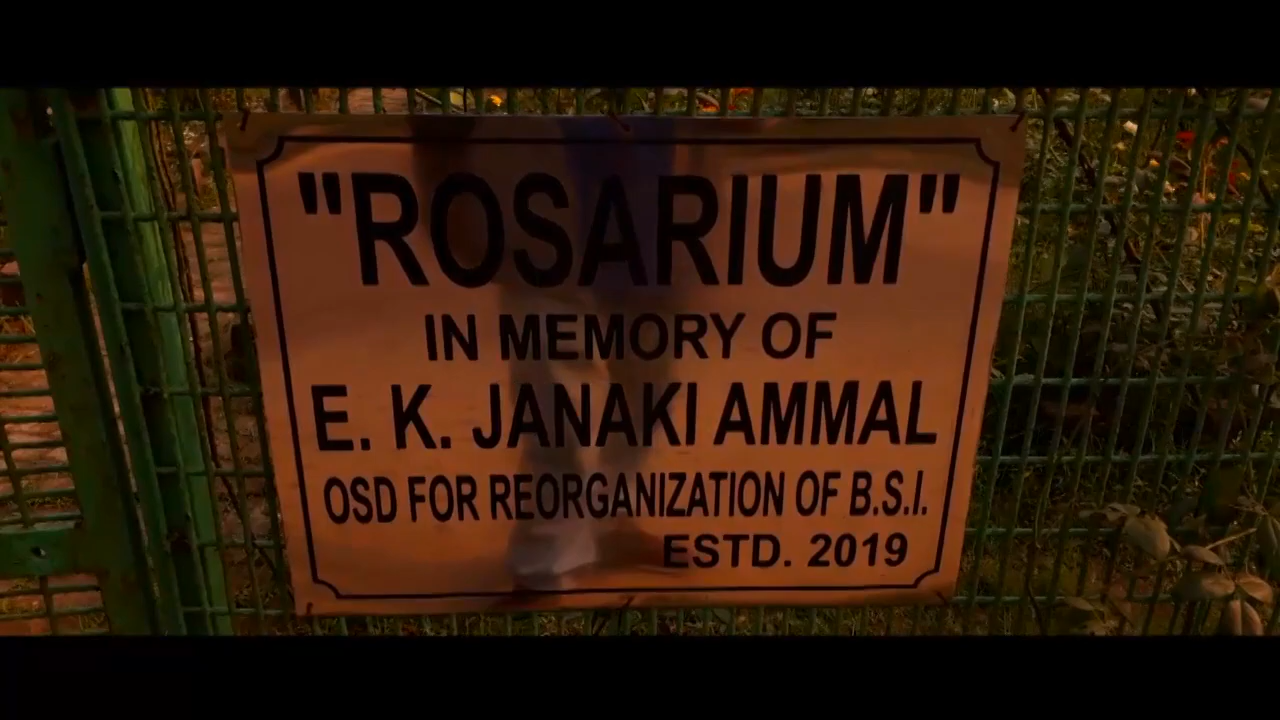 "ROSARIUM"
IN MEMORY OF
E. K. JANAKI AMMAL
OSD FOR REORGANIZATION OF B.S.I.
ESTD. 2019